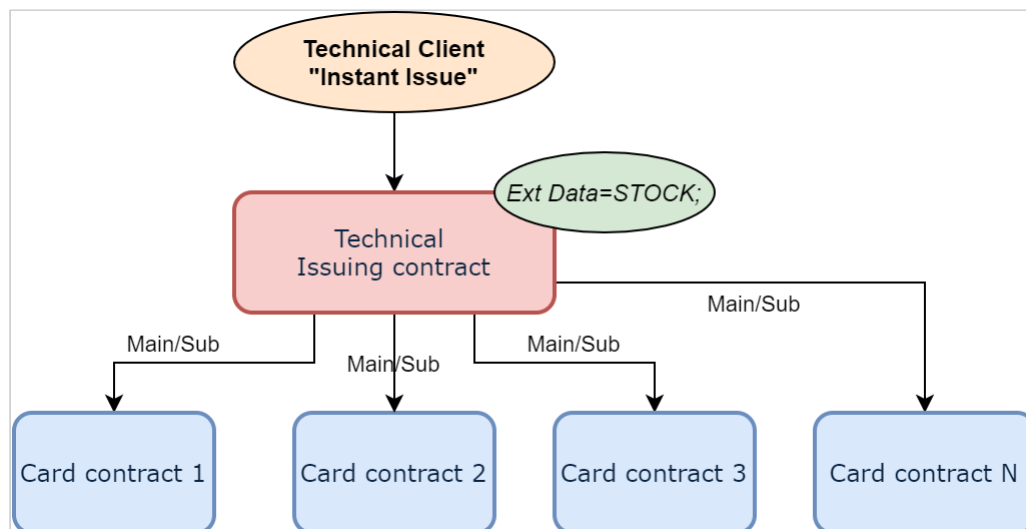 Technical Client
"Instant Issue"
Ext Data=STOCK;
Technical
Issuing contract
Main/Sub
Main/Sub
Main/Sub
Main/Sub
Card contract 1
Card contract 2
Card contract 3
Card contract N